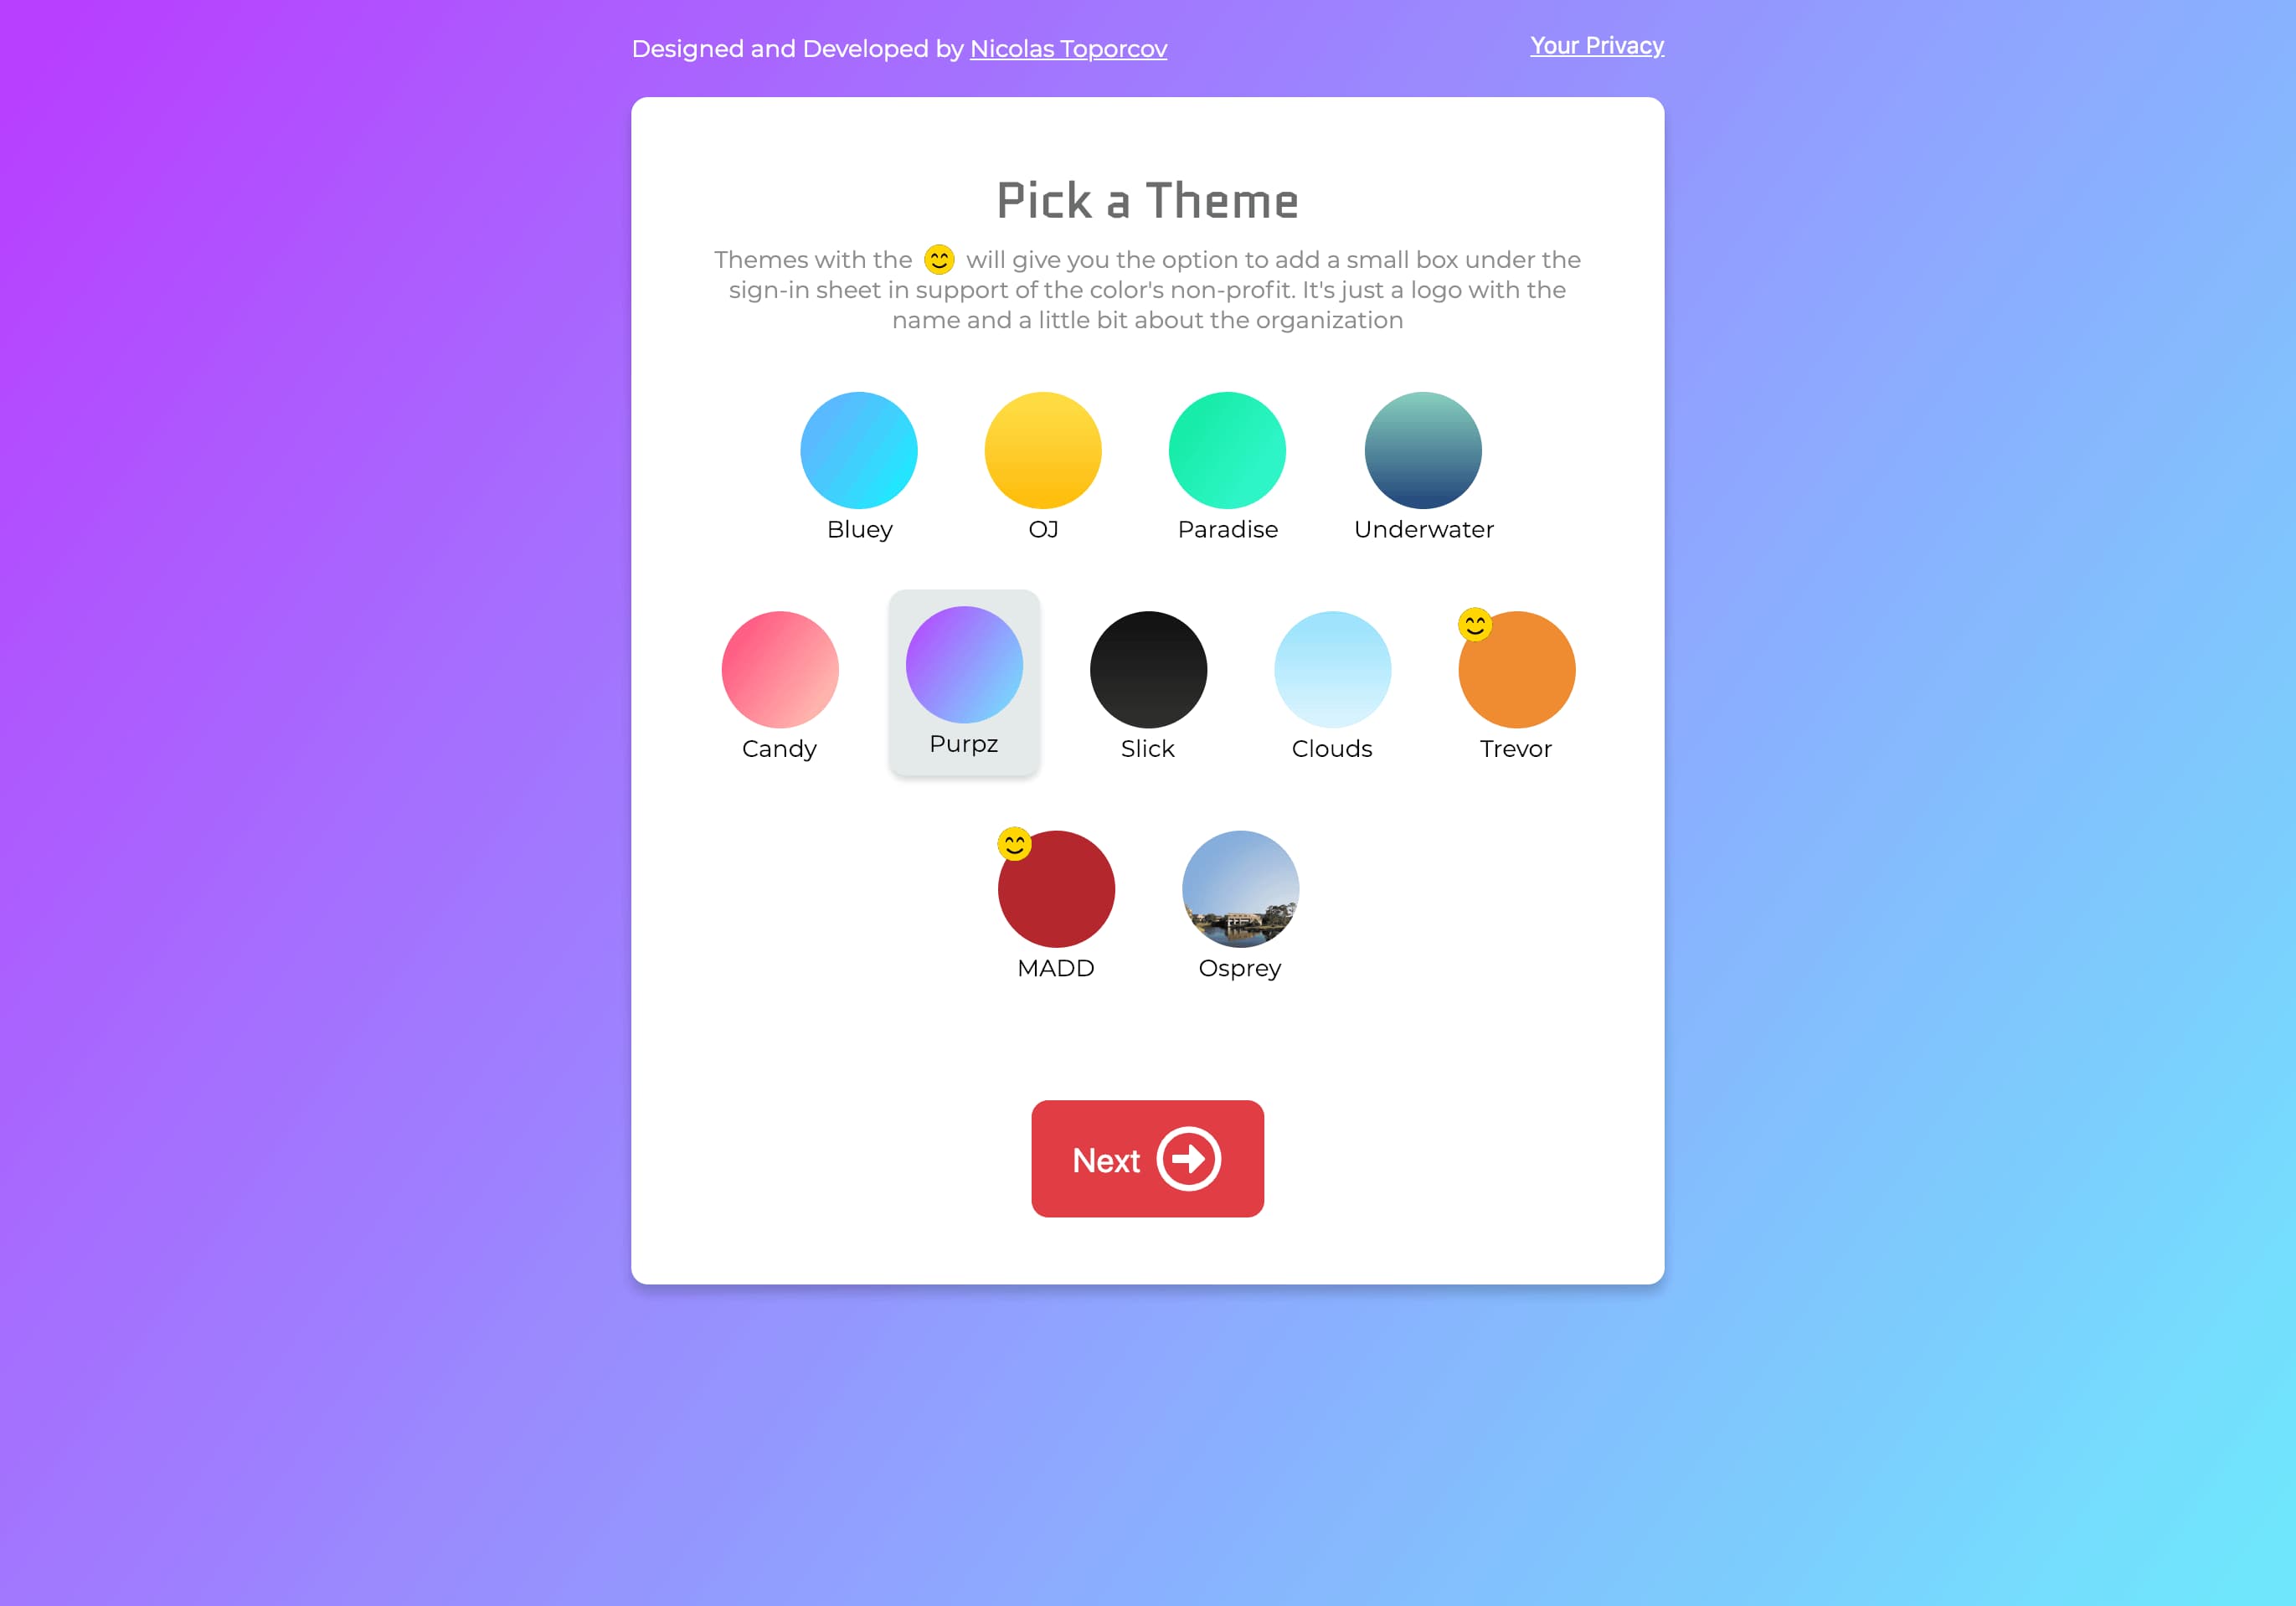 Designed and Developed by Nicolas Toporcov
Your Privacy
Pick a Theme
Themes with the 😊 will give you the option to add a small box under the
sign-in sheet in support of the color's non-profit. It's just a logo with the
name and a little bit about the organization
Bluey
OJ
Paradise
Underwater
Candy
Purpz
Slick
Clouds
Trevor
MADD
Osprey
Next